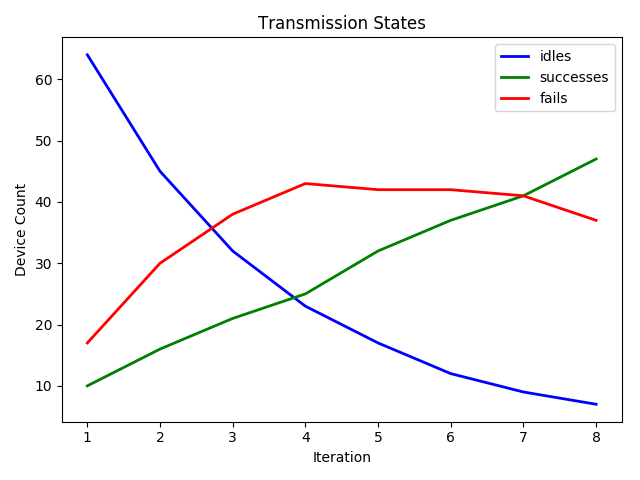 Transmission States
idles
successes
fails
60
50
40
30
20
10
Device Count
1 2 3 4 5 6 7 8
Iteration